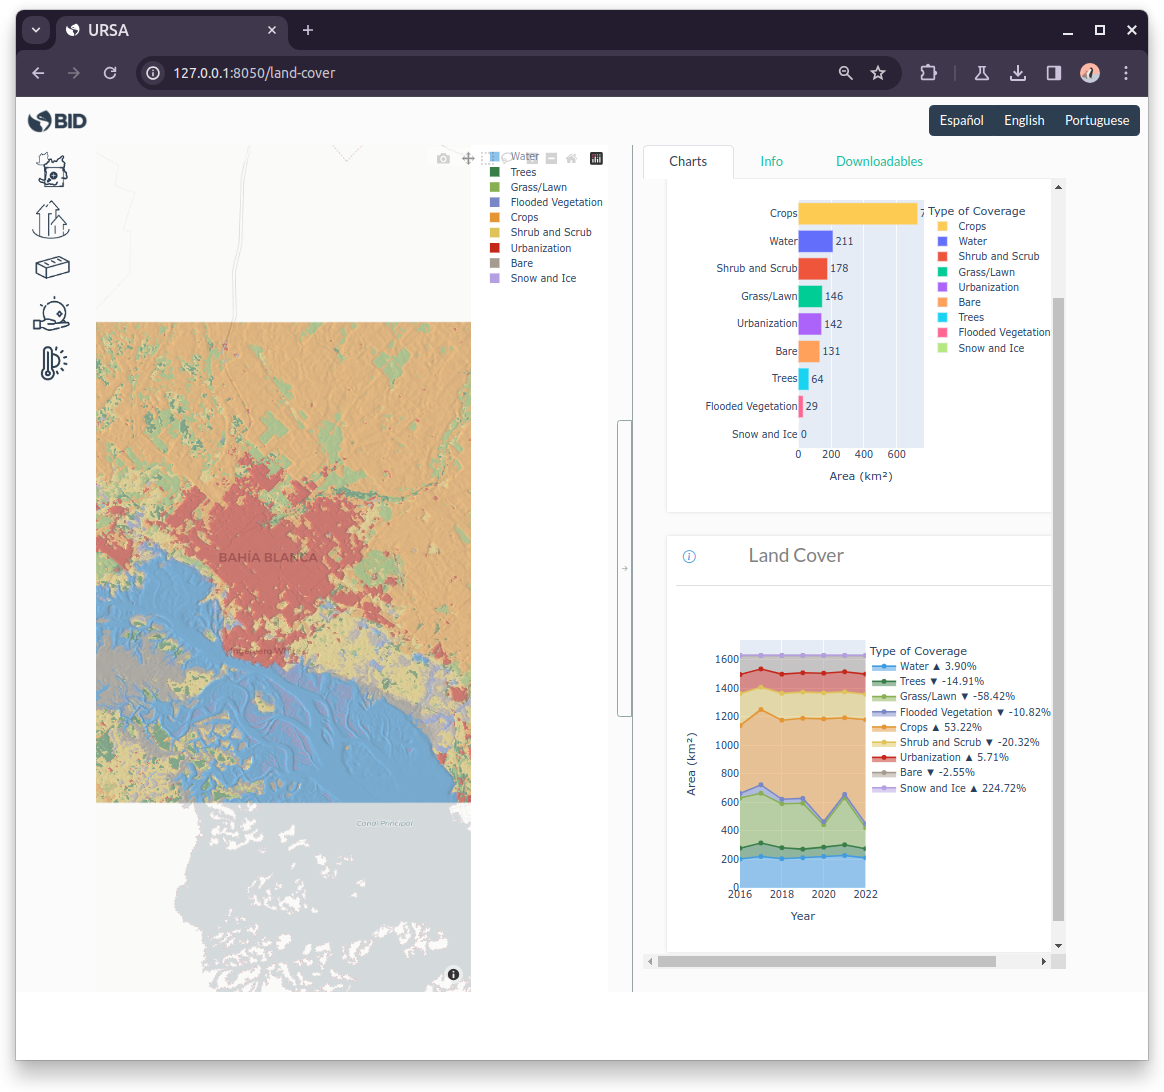 URSA
127.0.0.1:8050/land-cover
BID
Español English Portuguese
Water
Trees
Grass/Lawn
Flooded Vegetation
Crops
Shrub and Scrub
Urbanization
Bare
Snow and Ice
BAHÍA BLANCA
Canal Principal
Charts Info Downloadables
Crops 7
Water 211
Shrub and Scrub 178
Grass/Lawn 146
Urbanization 142
Bare 131
Trees 64
Flooded Vegetation 29
Snow and Ice 0
0 200 400 600
Area (km²)
Type of Coverage
Crops
Water
Shrub and Scrub
Grass/Lawn
Urbanization
Bare
Trees
Flooded Vegetation
Snow and Ice
Land Cover
1600
1400
1200
1000
800
600
400
200
0
Area (km²)
2016 2018 2020 2022
Year
Type of Coverage
Water ▲ 3.90%
Trees ▼ -14.91%
Grass/Lawn ▼ -58.42%
Flooded Vegetation ▼ -10.82%
Crops ▲ 53.22%
Shrub and Scrub ▼ -20.32%
Urbanization ▲ 5.71%
Bare ▼ -2.55%
Snow and Ice ▲ 224.72%